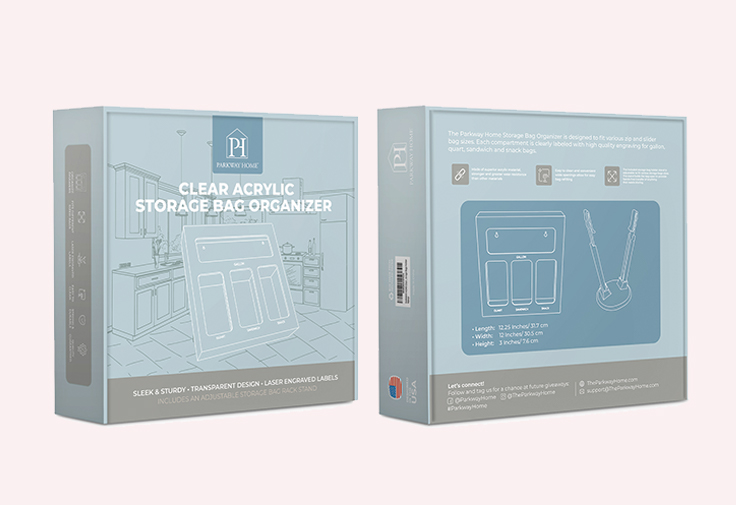 PH
PARKWAY HOME
CLEAR ACRYLIC
STORAGE BAG ORGANIZER
GALLON
QUART
SANDWICH
SNACK
SLEEK & STURDY • TRANSPARENT DESIGN • LASER ENGRAVED LABELS
INCLUDES AN ADJUSTABLE STORAGE BAG RACK STAND
PARKWAY HOME
The Parkway Home Storage Bag Organizer is designed to fit various zip and slider
bag sizes. Each compartment is clearly labeled with high quality engraving for gallon,
quart, sandwich and snack bags.
GALLON
QUART
SANDWICH
SNACK
• Length: 12.25 Inches/ 31.7 cm
• Width: 12 Inches/ 30.5 cm
• Height: 3 Inches/ 7.6 cm
USA
Let's connect!
Follow and tag us for a chance at future giveaways
@ParkwayHome @TheParkwayHome
#ParkwayHome
TheParkwayHome.com
support@TheParkwayHome.com